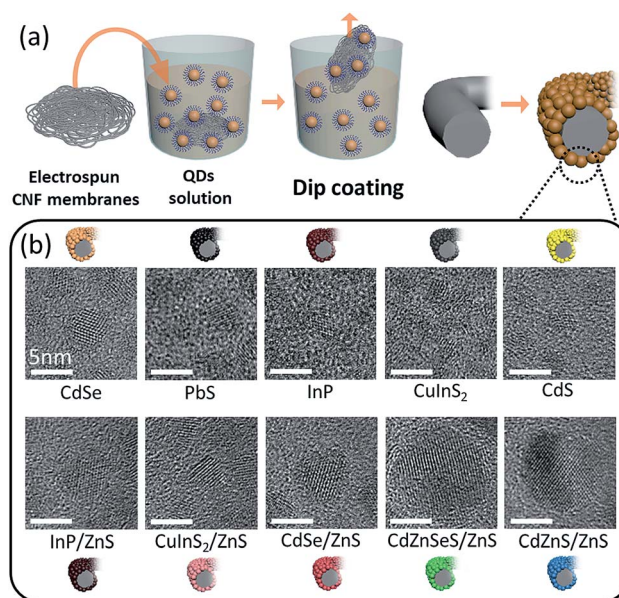 (a)
Electrospun
CNF membranes
QDs
solution
Dip coating
(b)
5nm
CdSe
PbS
InP
CuInS₂
CdS
InP/ZnS
CuInS₂/ZnS
CdSe/ZnS
CdZnSeS/ZnS
CdZnS/ZnS